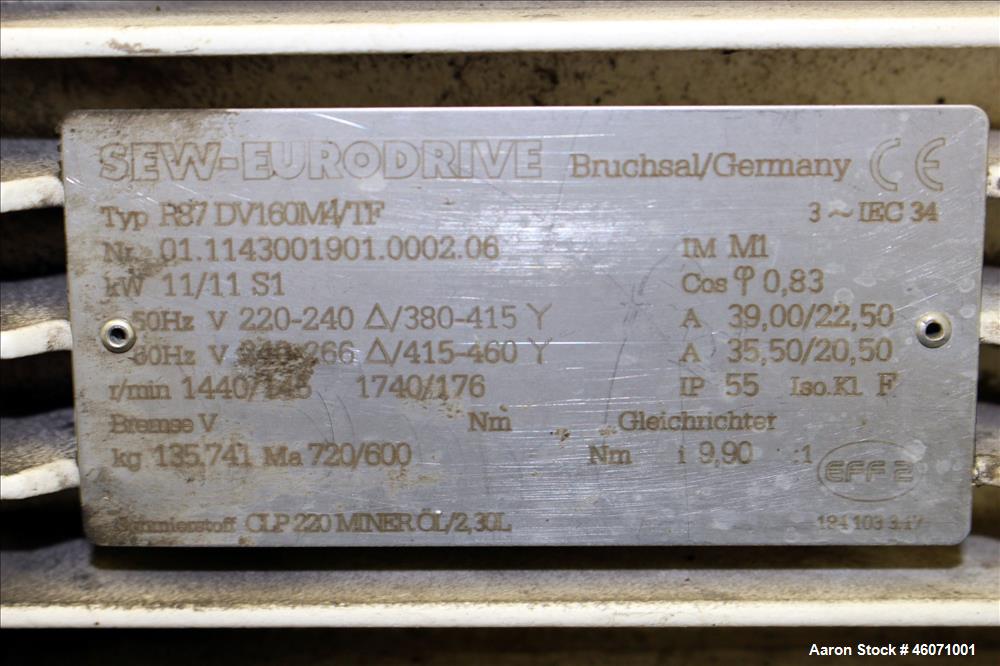 SEW-EURODRIVE Bruchsal/Germany CE
Typ R87 DV160M4/TF 3 ~ IEC 34
Nr. 01.1143001901.0002.06 IM M1
kW 11/11 S1 Cos φ 0,83
50Hz V 220-240 Δ/380-415 Y A 39,00/22,50
60Hz V 240-266 Δ/415-460 Y A 35,50/20,50
r/min 1440/145 1740/176 IP 55 Iso.Kl. F
Bremse V Nm Gleichrichter
kg 135,741 Ma 720/600 Nm i 9,90 :1
EFF 2
Schmierstoff CLP 220 MINER.ÖL/2,30L 184 103 3.17
Aaron Stock # 46071001